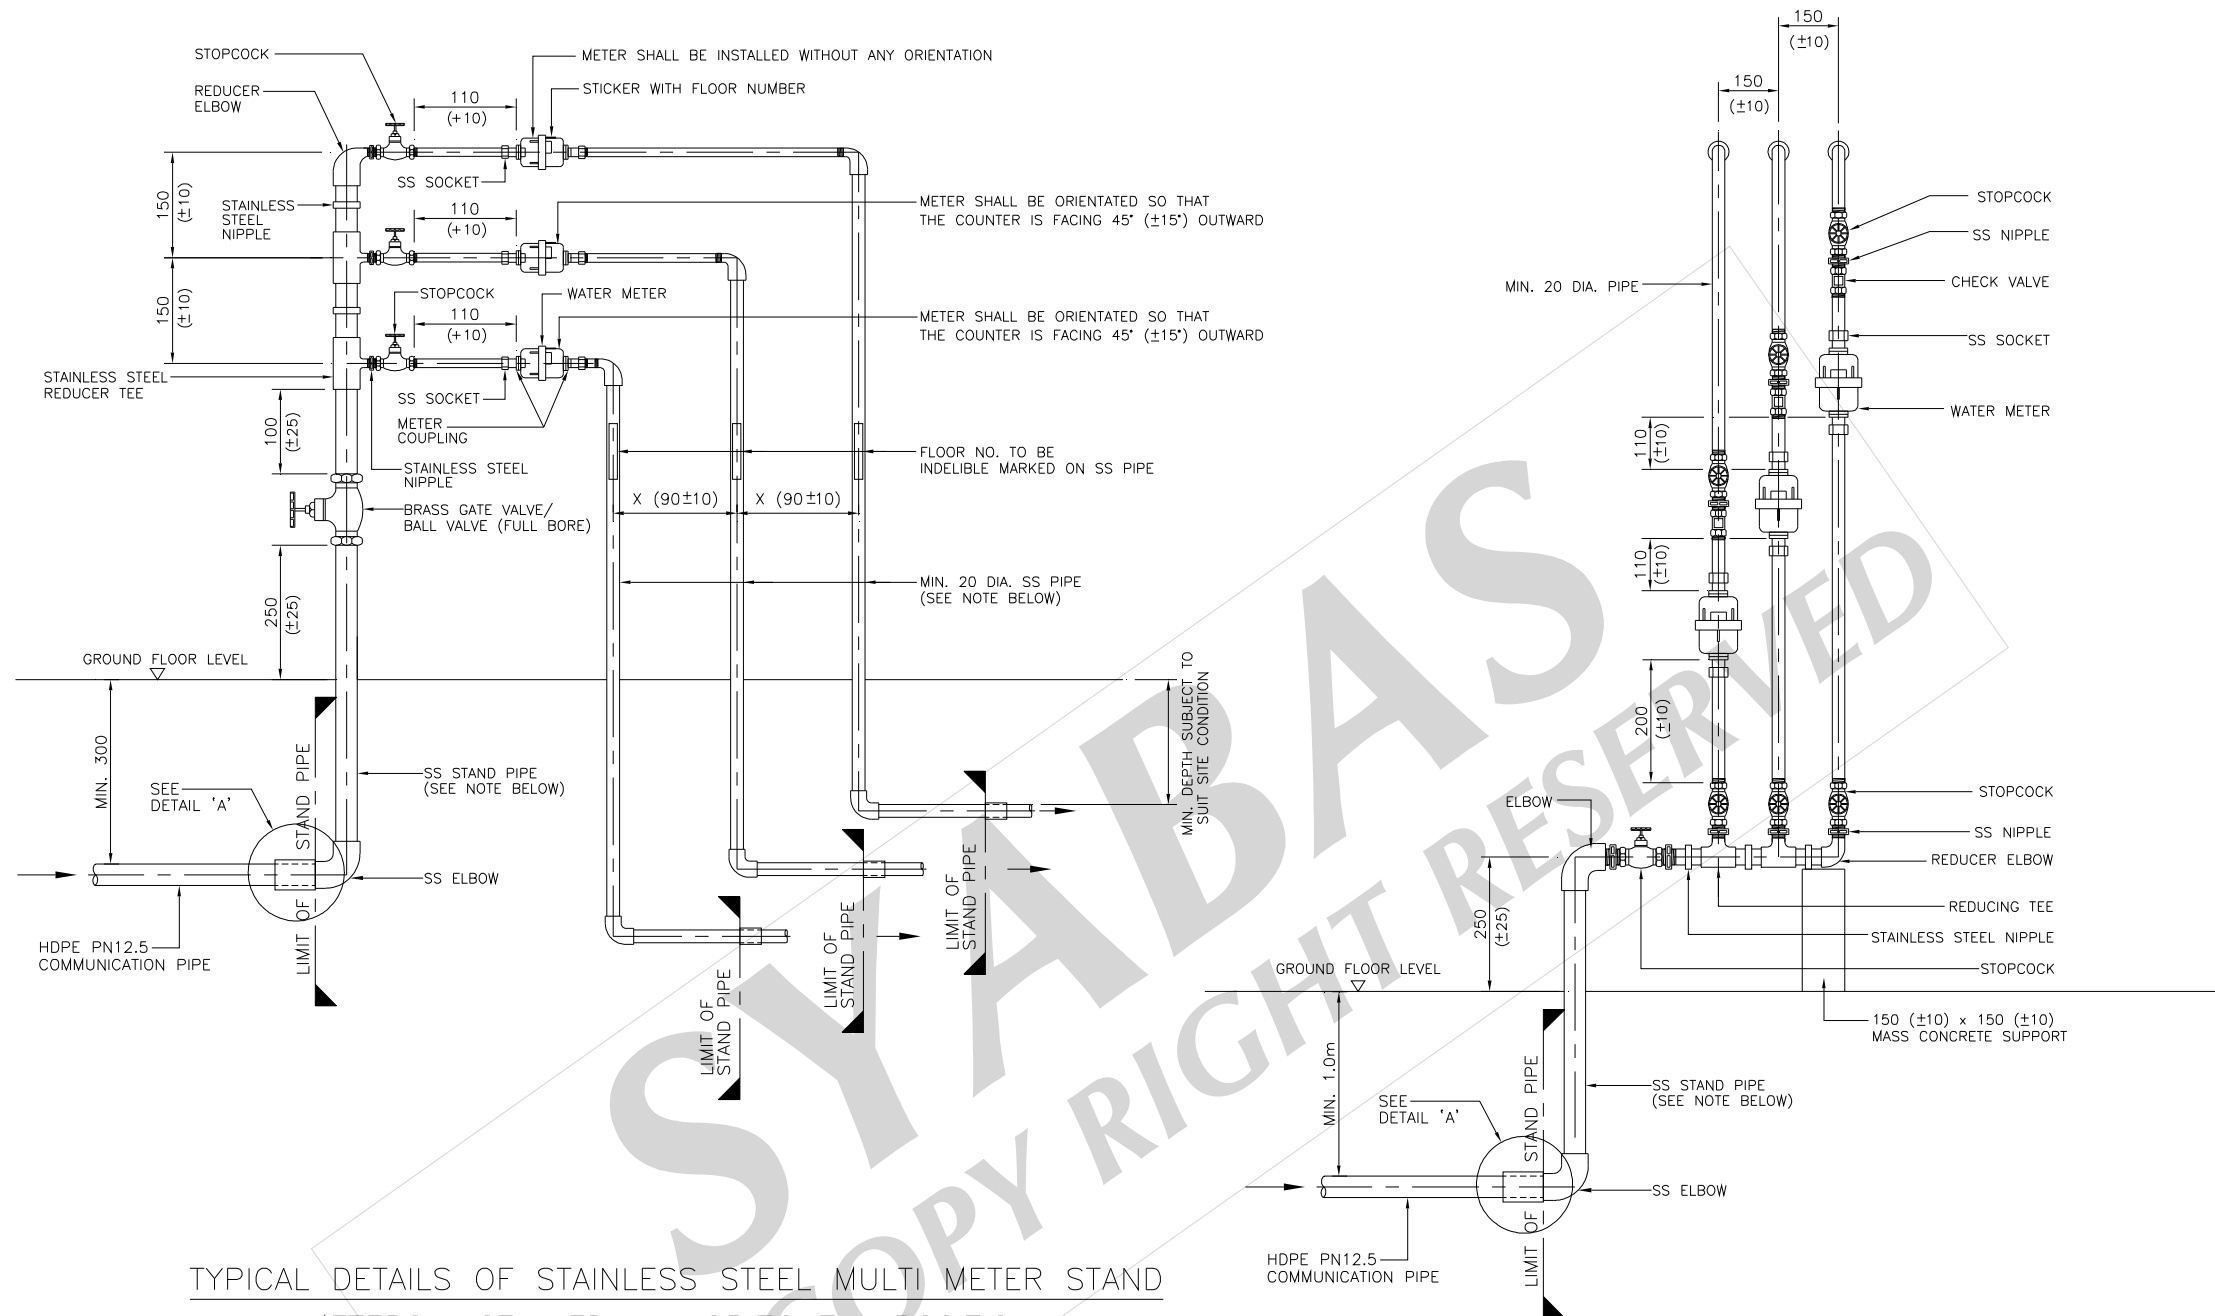 STOPCOCK
REDUCER
ELBOW
110
(+10)
METER SHALL BE INSTALLED WITHOUT ANY ORIENTATION
STICKER WITH FLOOR NUMBER
SS SOCKET
150
(±10)
STAINLESS
STEEL
NIPPLE
110
(+10)
METER SHALL BE ORIENTATED SO THAT
THE COUNTER IS FACING 45° (±15°) OUTWARD
150
(±10)
STOPCOCK
110
(+10)
WATER METER
METER SHALL BE ORIENTATED SO THAT
THE COUNTER IS FACING 45° (±15°) OUTWARD
STAINLESS STEEL
REDUCER TEE
SS SOCKET
METER
COUPLING
100
(±25)
STAINLESS STEEL
NIPPLE
FLOOR NO. TO BE
INDELIBLE MARKED ON SS PIPE
X (90±10)
X (90±10)
BRASS GATE VALVE/
BALL VALVE (FULL BORE)
250
(±25)
MIN. 20 DIA. SS PIPE
(SEE NOTE BELOW)
GROUND FLOOR LEVEL
MIN. 300
SEE
DETAIL 'A'
SS STAND PIPE
(SEE NOTE BELOW)
MIN. DEPTH SUBJECT TO
SUIT SITE CONDITION
SS ELBOW
HDPE PN12.5
COMMUNICATION PIPE
LIMIT OF STAND PIPE
LIMIT OF
STAND PIPE
LIMIT OF
STAND PIPE
LIMIT OF
STAND PIPE
TYPICAL DETAILS OF STAINLESS STEEL MULTI METER STAND
150
(±10)
150
(±10)
STOPCOCK
SS NIPPLE
MIN. 20 DIA. PIPE
CHECK VALVE
SS SOCKET
WATER METER
110
(±10)
110
(±10)
200
(±10)
ELBOW
STOPCOCK
SS NIPPLE
REDUCER ELBOW
REDUCING TEE
STAINLESS STEEL NIPPLE
STOPCOCK
250
(±25)
GROUND FLOOR LEVEL
150 (±10) x 150 (±10)
MASS CONCRETE SUPPORT
MIN. 1.0m
SEE
DETAIL 'A'
SS STAND PIPE
(SEE NOTE BELOW)
SS ELBOW
HDPE PN12.5
COMMUNICATION PIPE
LIMIT OF STAND PIPE
SYABAS
COPY RIGHT RESERVED